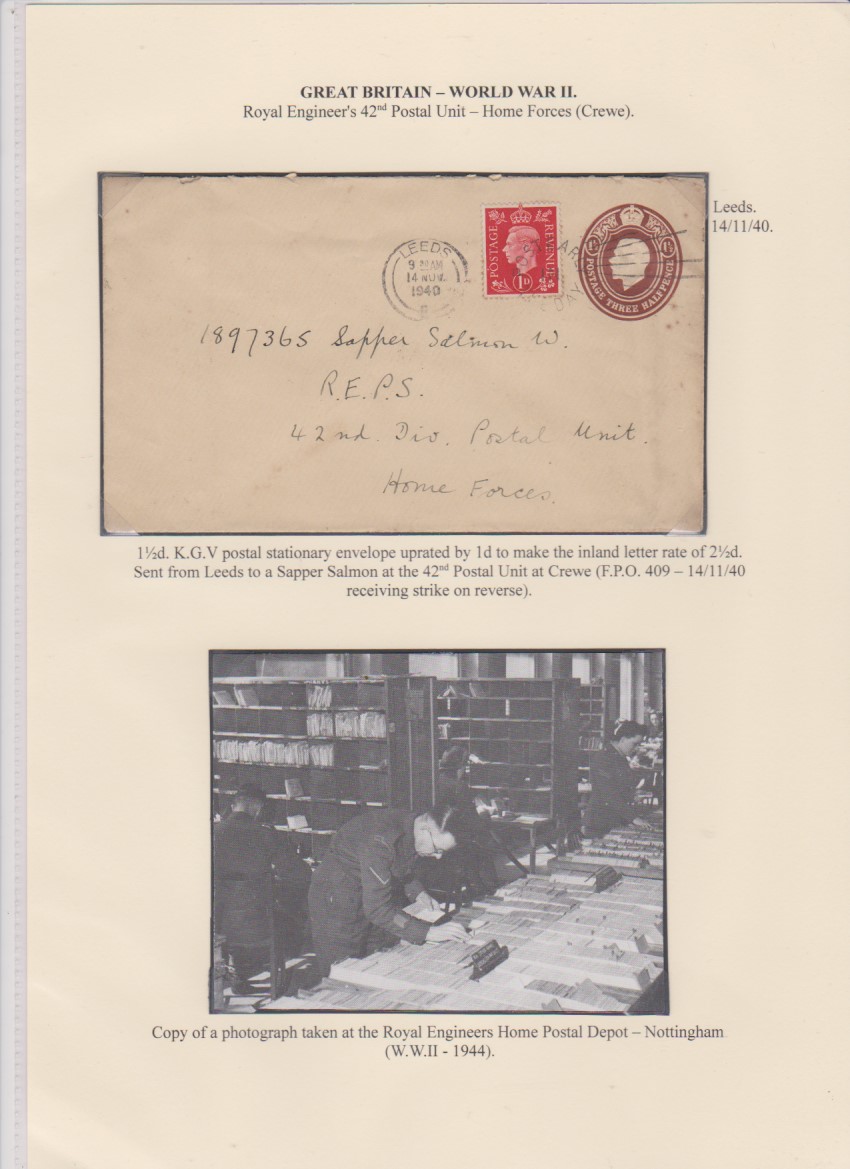 GREAT BRITAIN – WORLD WAR II.
Royal Engineer's 42nd Postal Unit – Home Forces (Crewe).
Leeds.
14/11/40.
LEEDS
9 AM
14 NOV
1940
POSTAGE REVENUE
1D
1½ 1½
POSTAGE THREE HALFPENCE
1897365 Sapper Salmon W.
R.E.P.S.
42nd. Div. Postal Unit.
Home Forces.
1½d. K.G.V postal stationary envelope uprated by 1d to make the inland letter rate of 2½d.
Sent from Leeds to a Sapper Salmon at the 42nd Postal Unit at Crewe (F.P.O. 409 – 14/11/40
receiving strike on reverse).
Copy of a photograph taken at the Royal Engineers Home Postal Depot – Nottingham
(W.W.II - 1944).